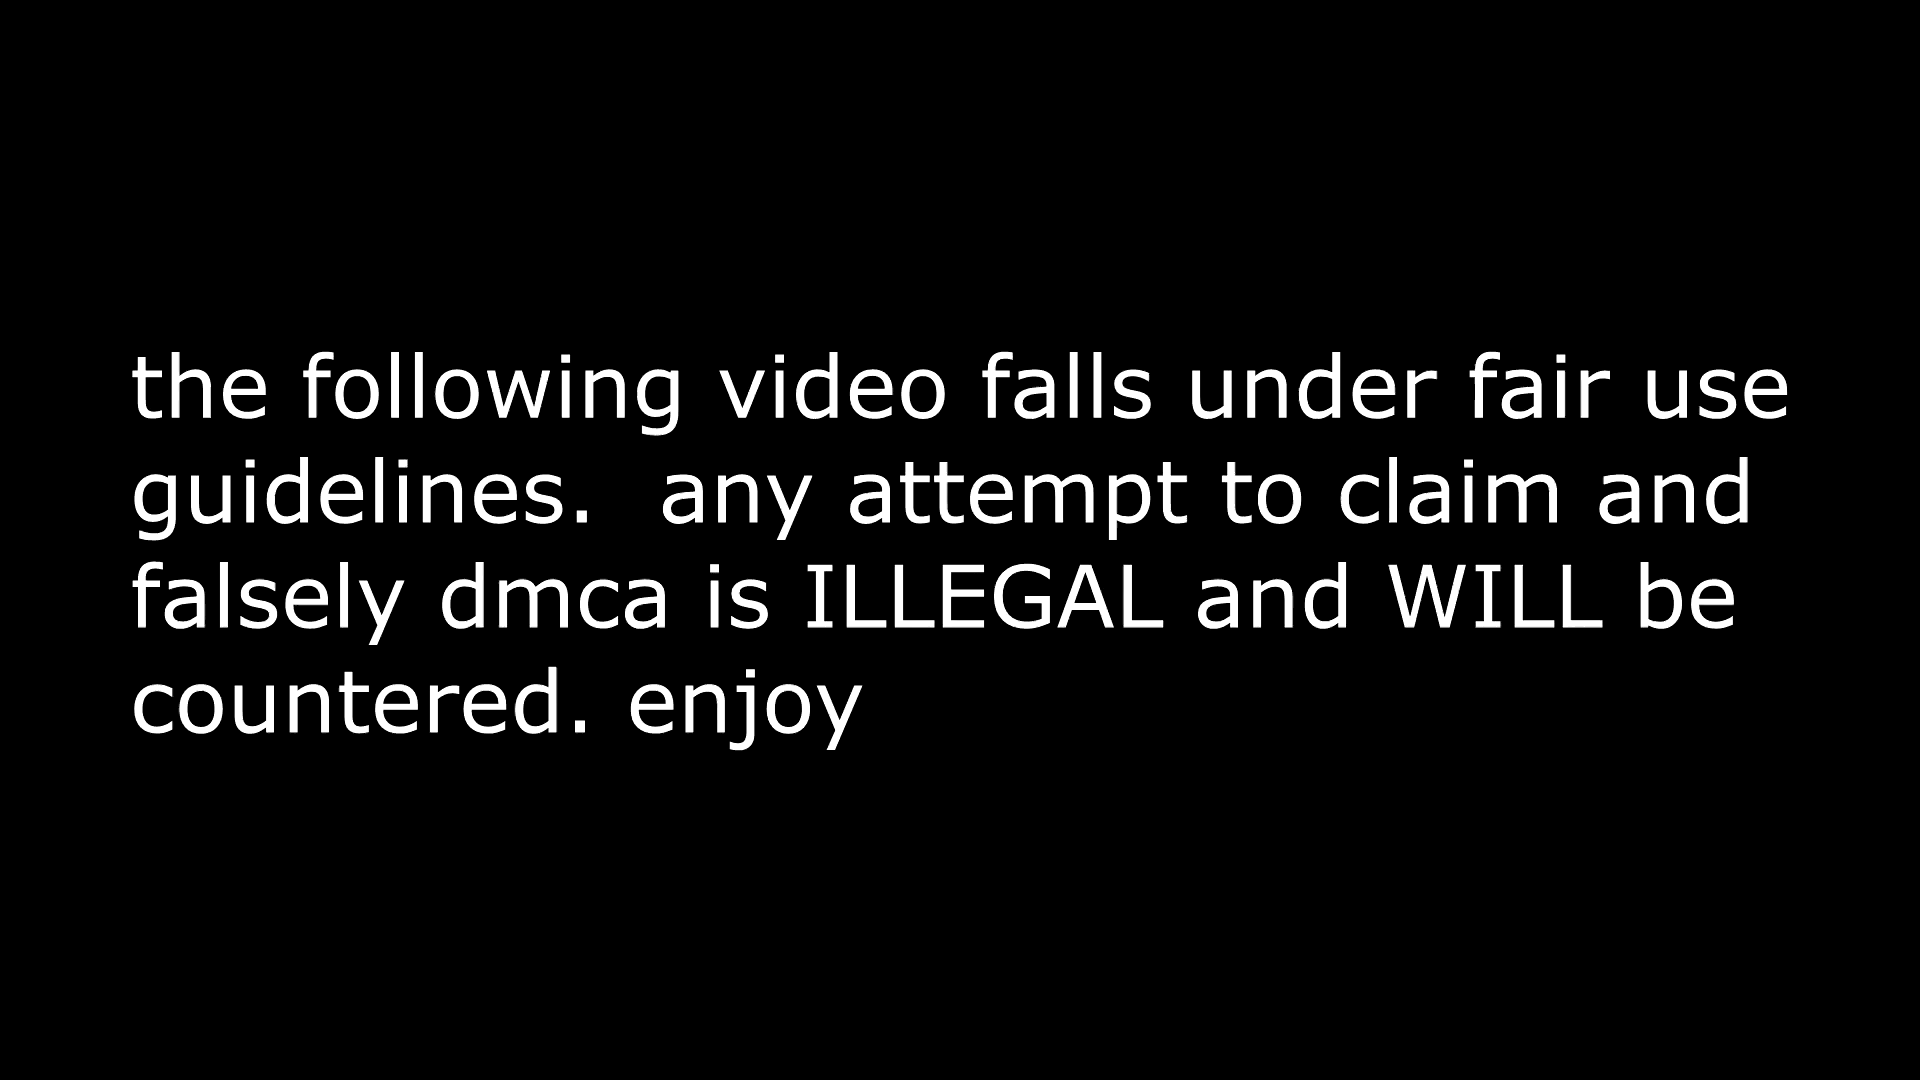 the following video falls under fair use
guidelines.  any attempt to claim and
falsely dmca is ILLEGAL and WILL be
countered. enjoy